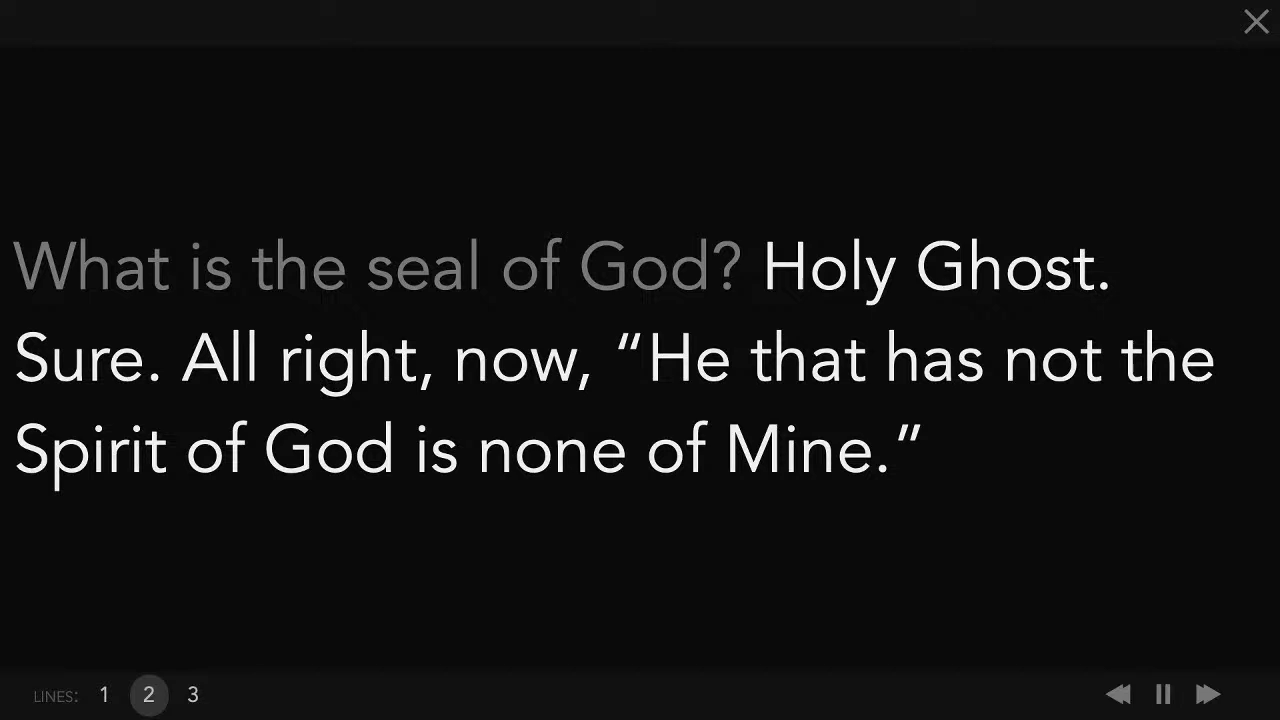 What is the seal of God? Holy Ghost.
Sure. All right, now, “He that has not the
Spirit of God is none of Mine.”
LINES: 1 2 3